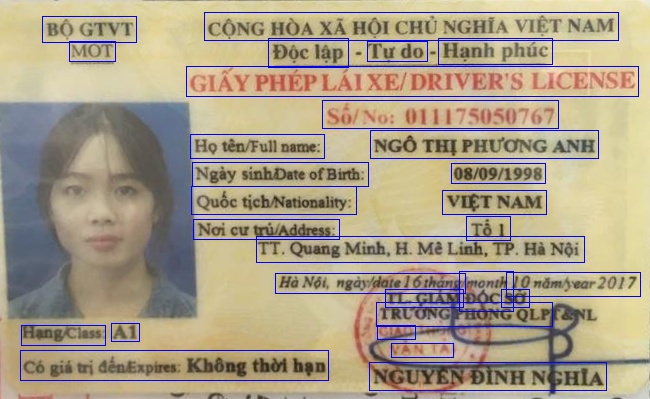 BỘ GTVT
MOT
CỘNG HÒA XÃ HỘI CHỦ NGHĨA VIỆT NAM
Độc lập - Tự do - Hạnh phúc
GIẤY PHÉP LÁI XE/ DRIVER'S LICENSE
Số/No: 011175050767
Họ tên/Full name: NGÔ THỊ PHƯƠNG ANH
Ngày sinh/Date of Birth: 08/09/1998
Quốc tịch/Nationality: VIỆT NAM
Nơi cư trú/Address: Tổ 1
TT. Quang Minh, H. Mê Linh, TP. Hà Nội
Hà Nội, ngày/date 16 tháng/month 10 năm/year 2017
TL. GIÁM ĐỐC SỞ
TRƯỞNG PHÒNG QLPT&NL
GIAO THÔNG
VẬN TẢI
Hạng/Class: A1
Có giá trị đến/Expires: Không thời hạn
NGUYỄN ĐÌNH NGHĨA